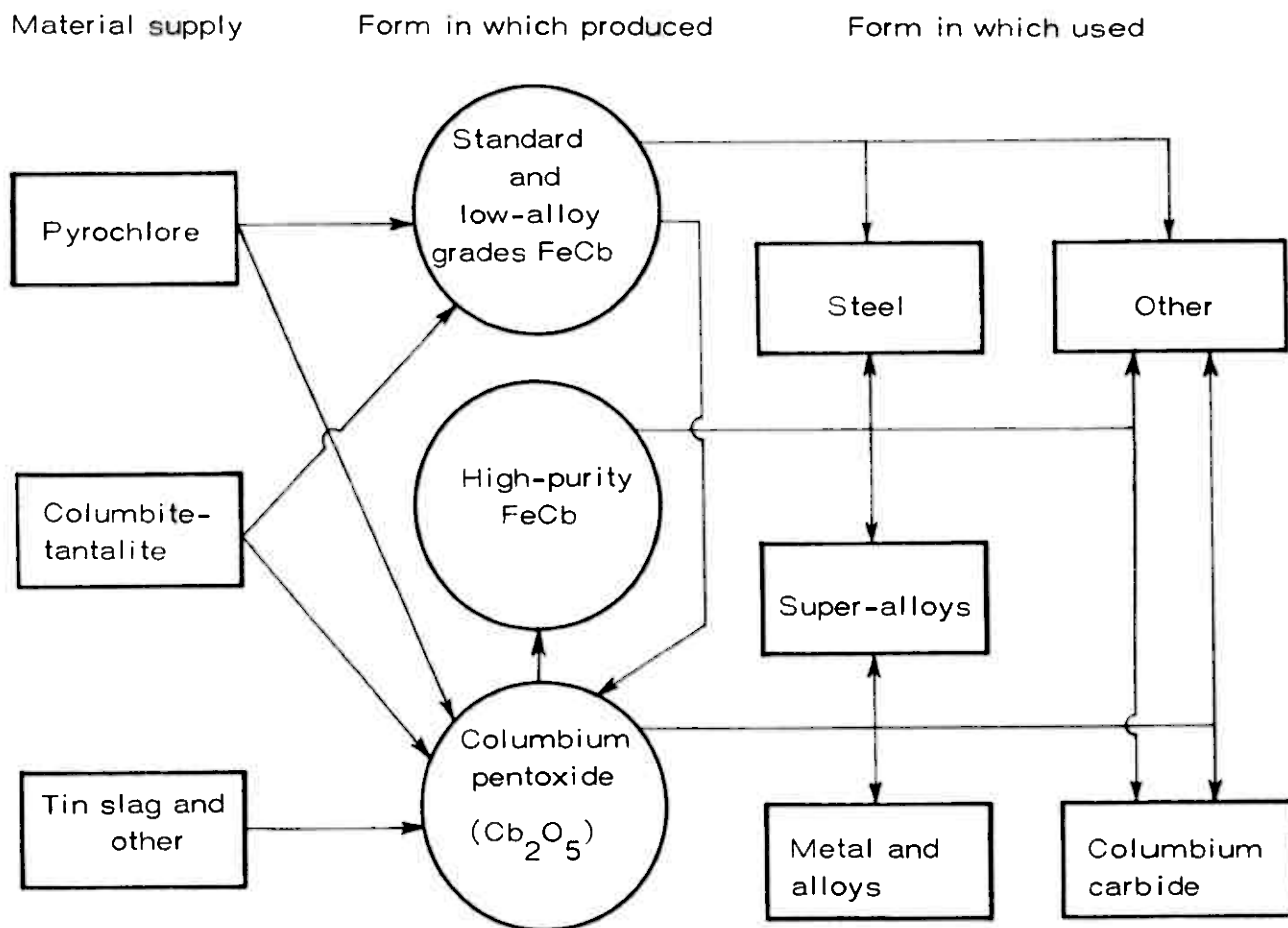 Material supply
Form in which produced
Form in which used
Pyrochlore
Columbite-
tantalite
Tin slag and
other
Standard
and
low-alloy
grades FeCb
High-purity
FeCb
Columbium
pentoxide
(Cb₂O₅)
Steel
Other
Super-alloys
Metal and
alloys
Columbium
carbide